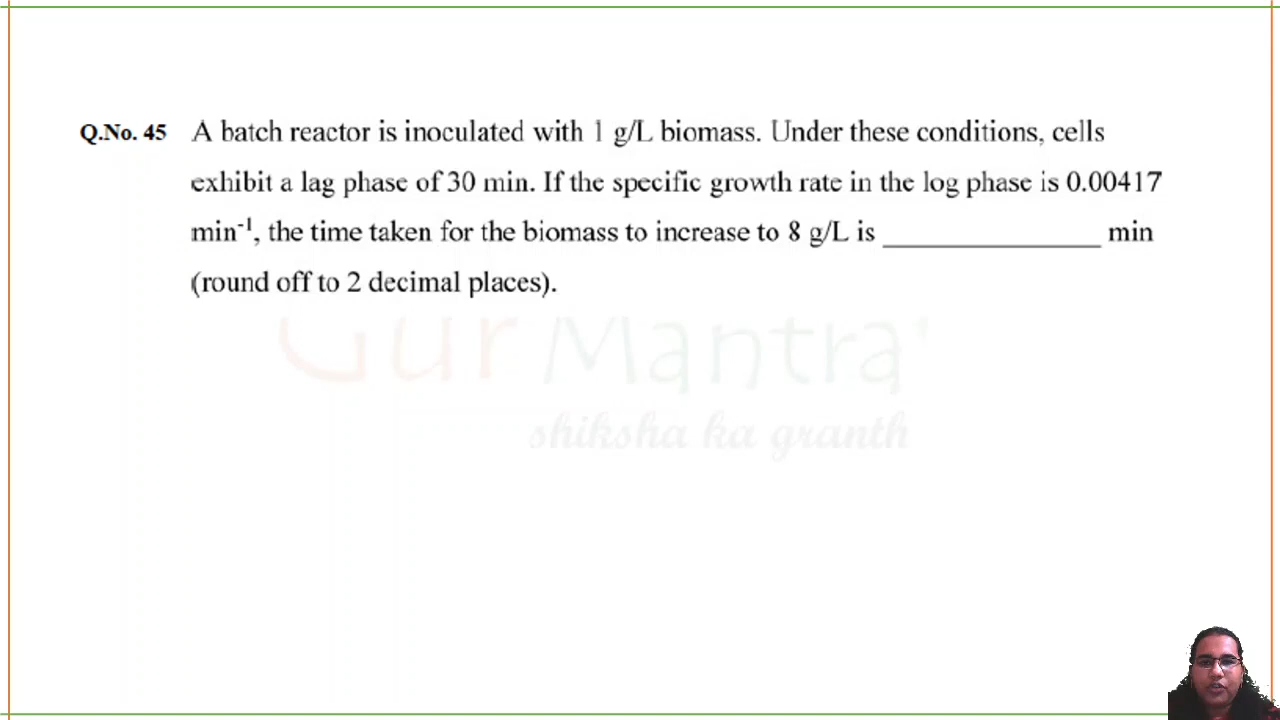 Q.No. 45 A batch reactor is inoculated with 1 g/L biomass. Under these conditions, cells
exhibit a lag phase of 30 min. If the specific growth rate in the log phase is 0.00417
min⁻¹, the time taken for the biomass to increase to 8 g/L is ____________ min
(round off to 2 decimal places).
Gur Mantra
shiksha ka granth